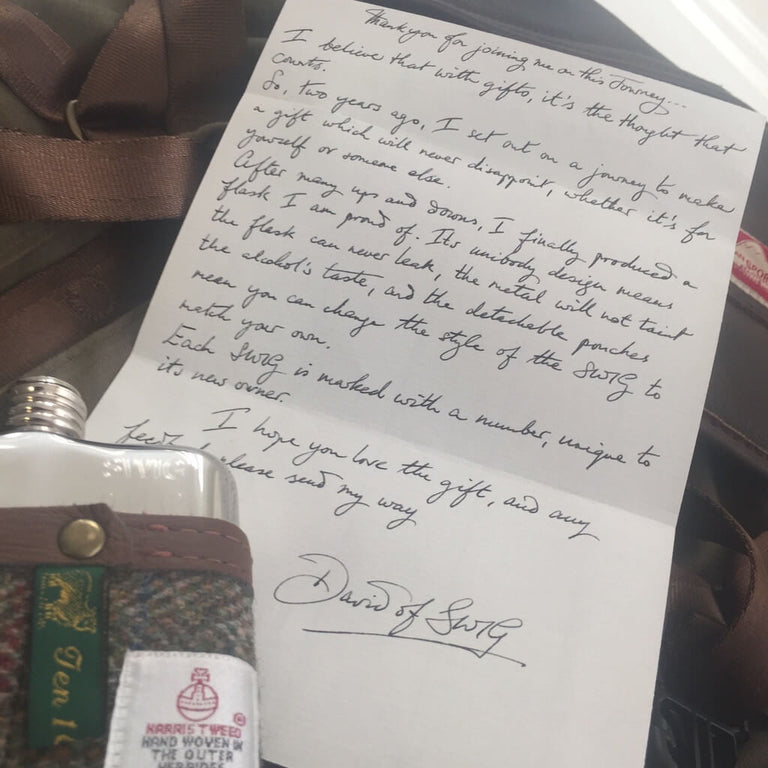 Thank you for joining me on this Journey...
I believe that with gifts, it's the thought that
counts.
So, two years ago, I set out on a journey to make
a gift which will never disappoint, whether it's for
yourself or someone else.
After many ups and downs, I finally produced a
flask I am proud of. Its unibody design means
the flask can never leak, the metal will not taint
the alcohol's taste, and the detachable pouches
mean you can change the style of the SWIG to
match your own.
Each SWIG is marked with a number, unique to
its new owner.
I hope you love the gift, and any
please send my way
David of SWIG
HARRIS TWEED
HAND WOVEN IN
THE OUTER
HEBRIDES